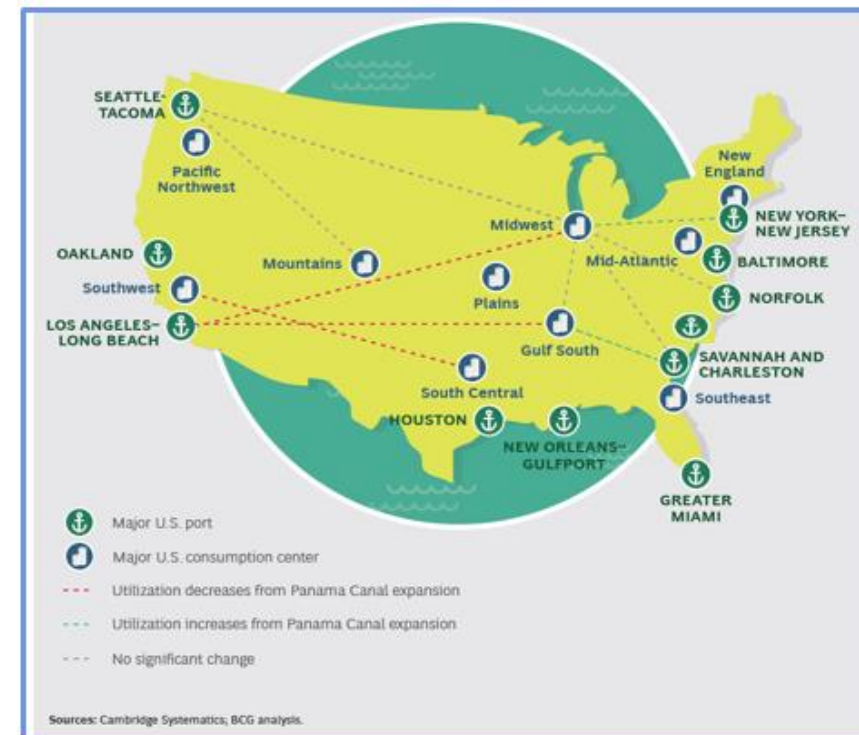 SEATTLE-
TACOMA
Pacific
Northwest
New
England
Midwest
NEW YORK–
NEW JERSEY
OAKLAND
Mountains
Mid-Atlantic
BALTIMORE
Southwest
Plains
NORFOLK
LOS ANGELES–
LONG BEACH
Gulf South
SAVANNAH AND
CHARLESTON
South Central
Southeast
HOUSTON
NEW ORLEANS–
GULFPORT
GREATER
MIAMI
Major U.S. port
Major U.S. consumption center
Utilization decreases from Panama Canal expansion
Utilization increases from Panama Canal expansion
No significant change
Sources: Cambridge Systematics; BCG analysis.